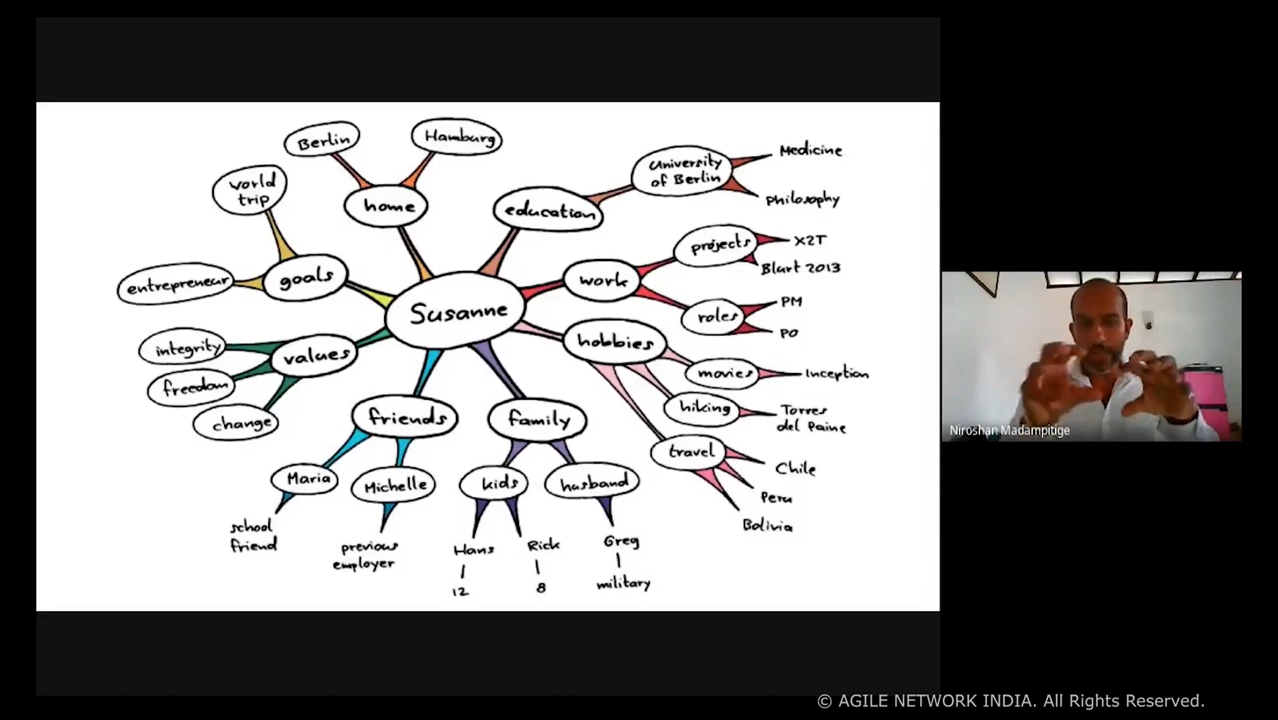 Berlin
Hamburg
world
trip
home
education
University
of Berlin
Medicine
Philosophy
entrepreneur
goals
Susanne
work
projects
X2T
Blurt 2013
roles
PM
PO
integrity
freedom
change
values
hobbies
movies
Inception
hiking
Torres
del Paine
travel
Chile
Peru
Bolivia
friends
family
Maria
Michelle
kids
husband
school
friend
previous
employer
Hans
12
Rick
8
Greg
military
Niroshan Madampitige
© AGILE NETWORK INDIA. All Rights Reserved.